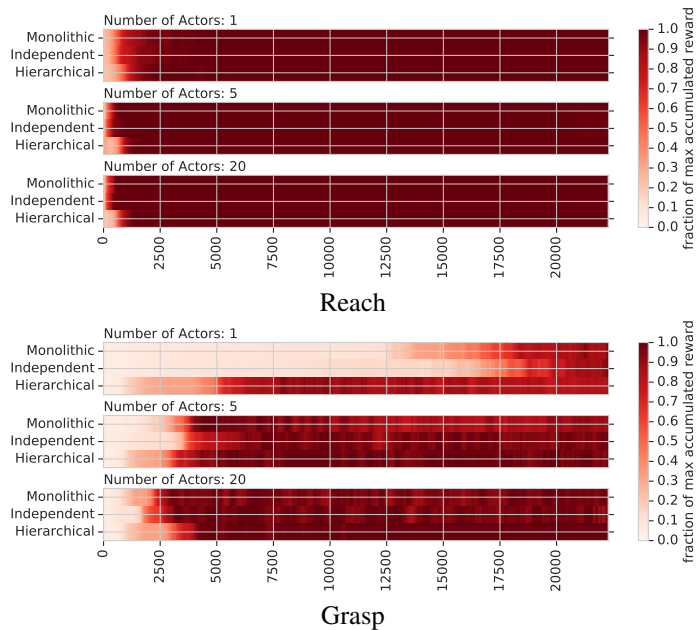 Number of Actors: 1
Monolithic
Independent
Hierarchical
Number of Actors: 5
Monolithic
Independent
Hierarchical
Number of Actors: 20
Monolithic
Independent
Hierarchical
0 2500 5000 7500 10000 12500 15000 17500 20000
1.0
0.9
0.8
0.7
0.6
0.5
0.4
0.3
0.2
0.1
0.0
fraction of max accumulated reward
Reach
Number of Actors: 1
Monolithic
Independent
Hierarchical
Number of Actors: 5
Monolithic
Independent
Hierarchical
Number of Actors: 20
Monolithic
Independent
Hierarchical
0 2500 5000 7500 10000 12500 15000 17500 20000
1.0
0.9
0.8
0.7
0.6
0.5
0.4
0.3
0.2
0.1
0.0
fraction of max accumulated reward
Grasp